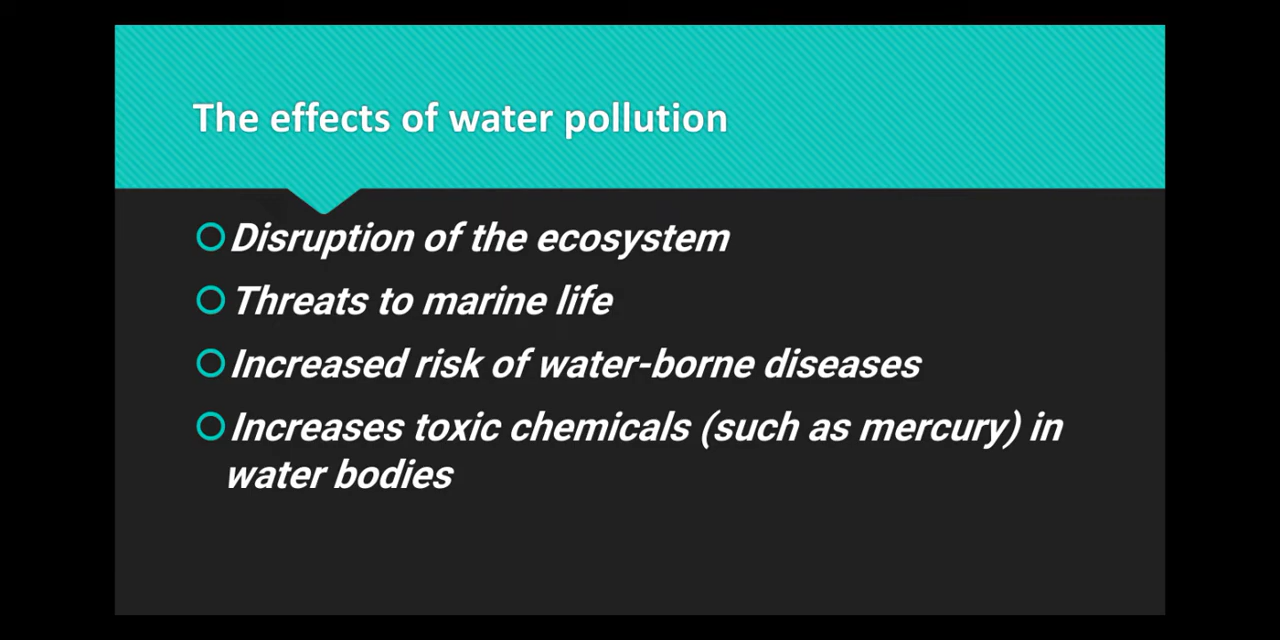 The effects of water pollution
Disruption of the ecosystem
Threats to marine life
Increased risk of water-borne diseases
Increases toxic chemicals (such as mercury) in
water bodies